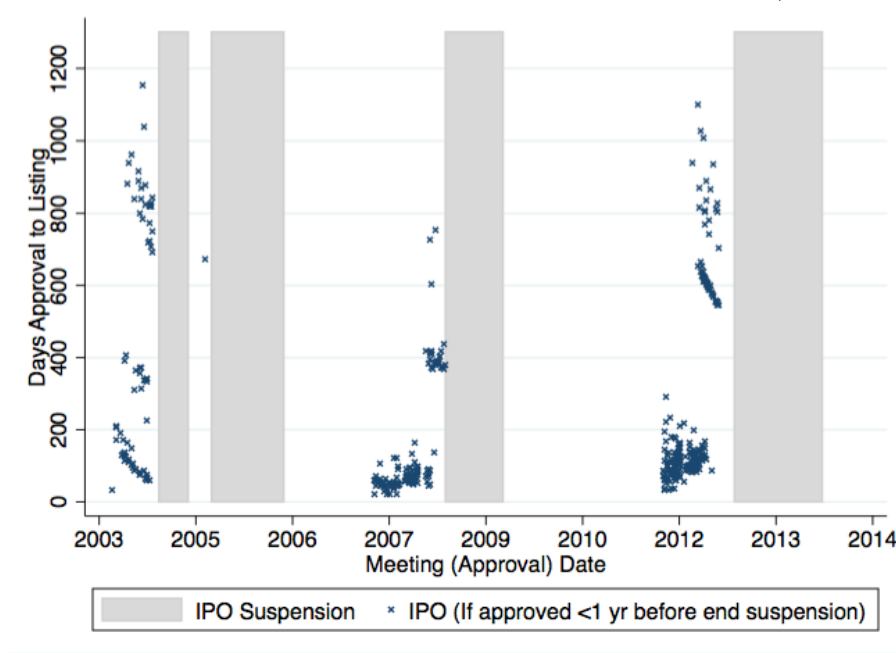 Days Approval to Listing
1200
1000
800
600
400
200
0
2003 2005 2006 2007 2009 2010 2012 2013 2014
Meeting (Approval) Date
IPO Suspension IPO (If approved <1 yr before end suspension)